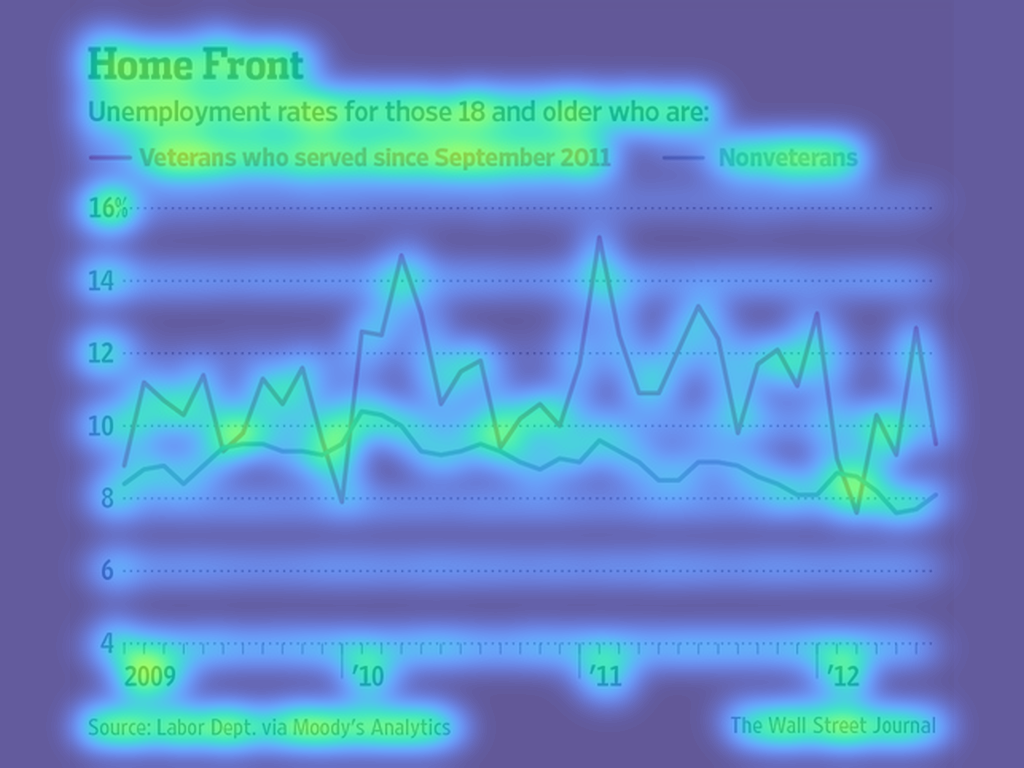 Home Front
Unemployment rates for those 18 and older who are:
Veterans who served since September 2011 Nonveterans
16%
14
12
10
8
6
4
2009 ’10 ’11 ’12
Source: Labor Dept. via Moody’s Analytics The Wall Street Journal